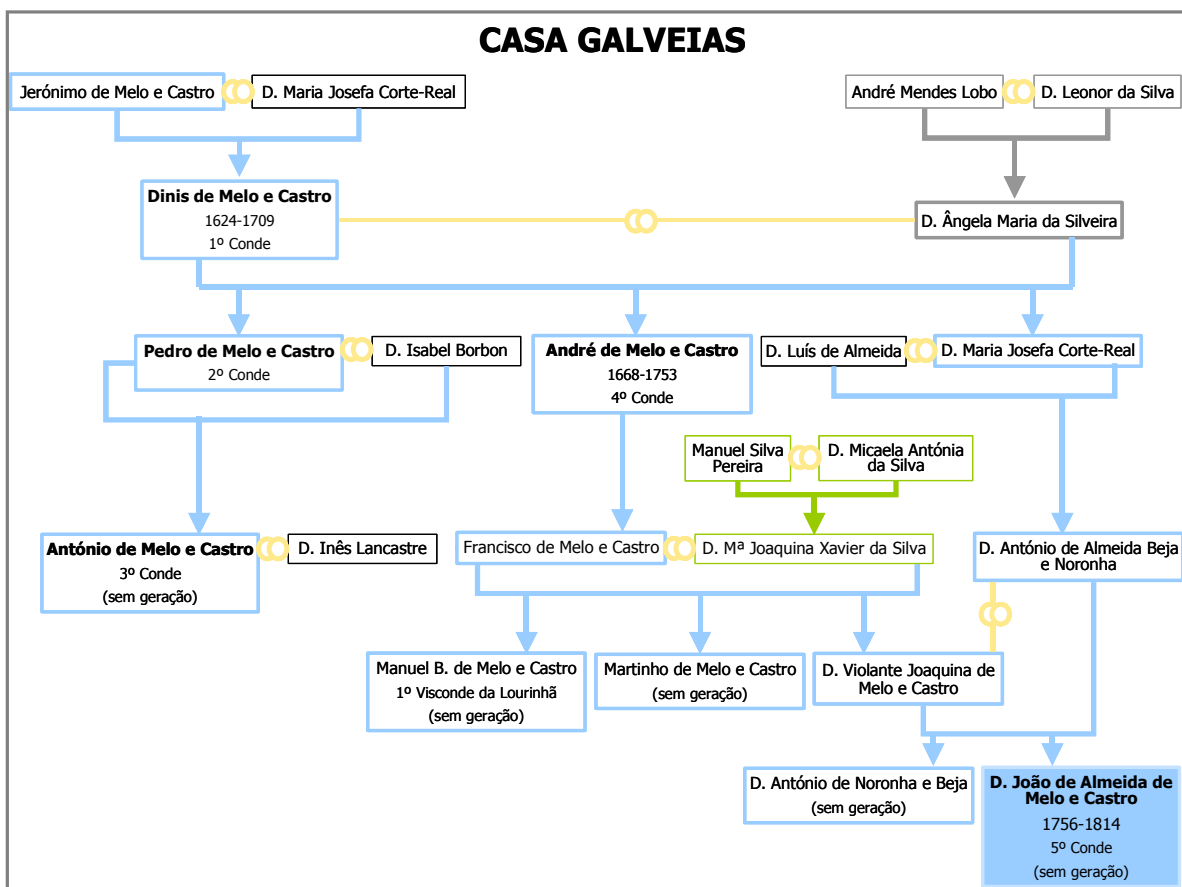 CASA GALVEIAS
Jerónimo de Melo e Castro
D. Maria Josefa Corte-Real
André Mendes Lobo
D. Leonor da Silva
Dinis de Melo e Castro
1624-1709
1º Conde
D. Ângela Maria da Silveira
Pedro de Melo e Castro
2º Conde
D. Isabel Borbon
André de Melo e Castro
1668-1753
4º Conde
D. Luís de Almeida
D. Maria Josefa Corte-Real
Manuel Silva
Pereira
D. Micaela Antónia
da Silva
António de Melo e Castro
3º Conde
(sem geração)
D. Inês Lancastre
Francisco de Melo e Castro
D. Mª Joaquina Xavier da Silva
D. António de Almeida Beja
e Noronha
Manuel B. de Melo e Castro
1º Visconde da Lourinhã
(sem geração)
Martinho de Melo e Castro
(sem geração)
D. Violante Joaquina de
Melo e Castro
D. António de Noronha e Beja
(sem geração)
D. João de Almeida de
Melo e Castro
1756-1814
5º Conde
(sem geração)